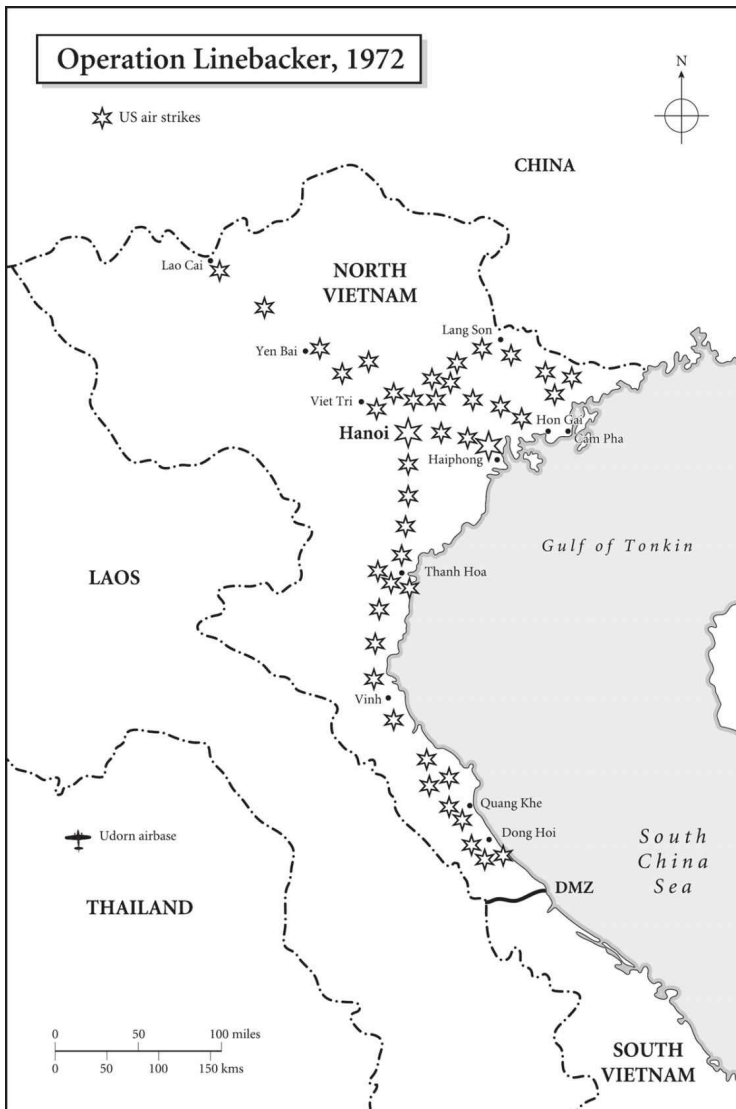 Operation Linebacker, 1972
N
US air strikes
CHINA
Lao Cai
NORTH
VIETNAM
Lang Son
Yen Bai
Viet Tri
Hon Gai
Hanoi
Cam Pha
Haiphong
Gulf of Tonkin
LAOS
Thanh Hoa
Vinh
Quang Khe
Udorn airbase
Dong Hoi
South
China
Sea
DMZ
THAILAND
0 50 100 miles
0 50 100 150 kms
SOUTH
VIETNAM